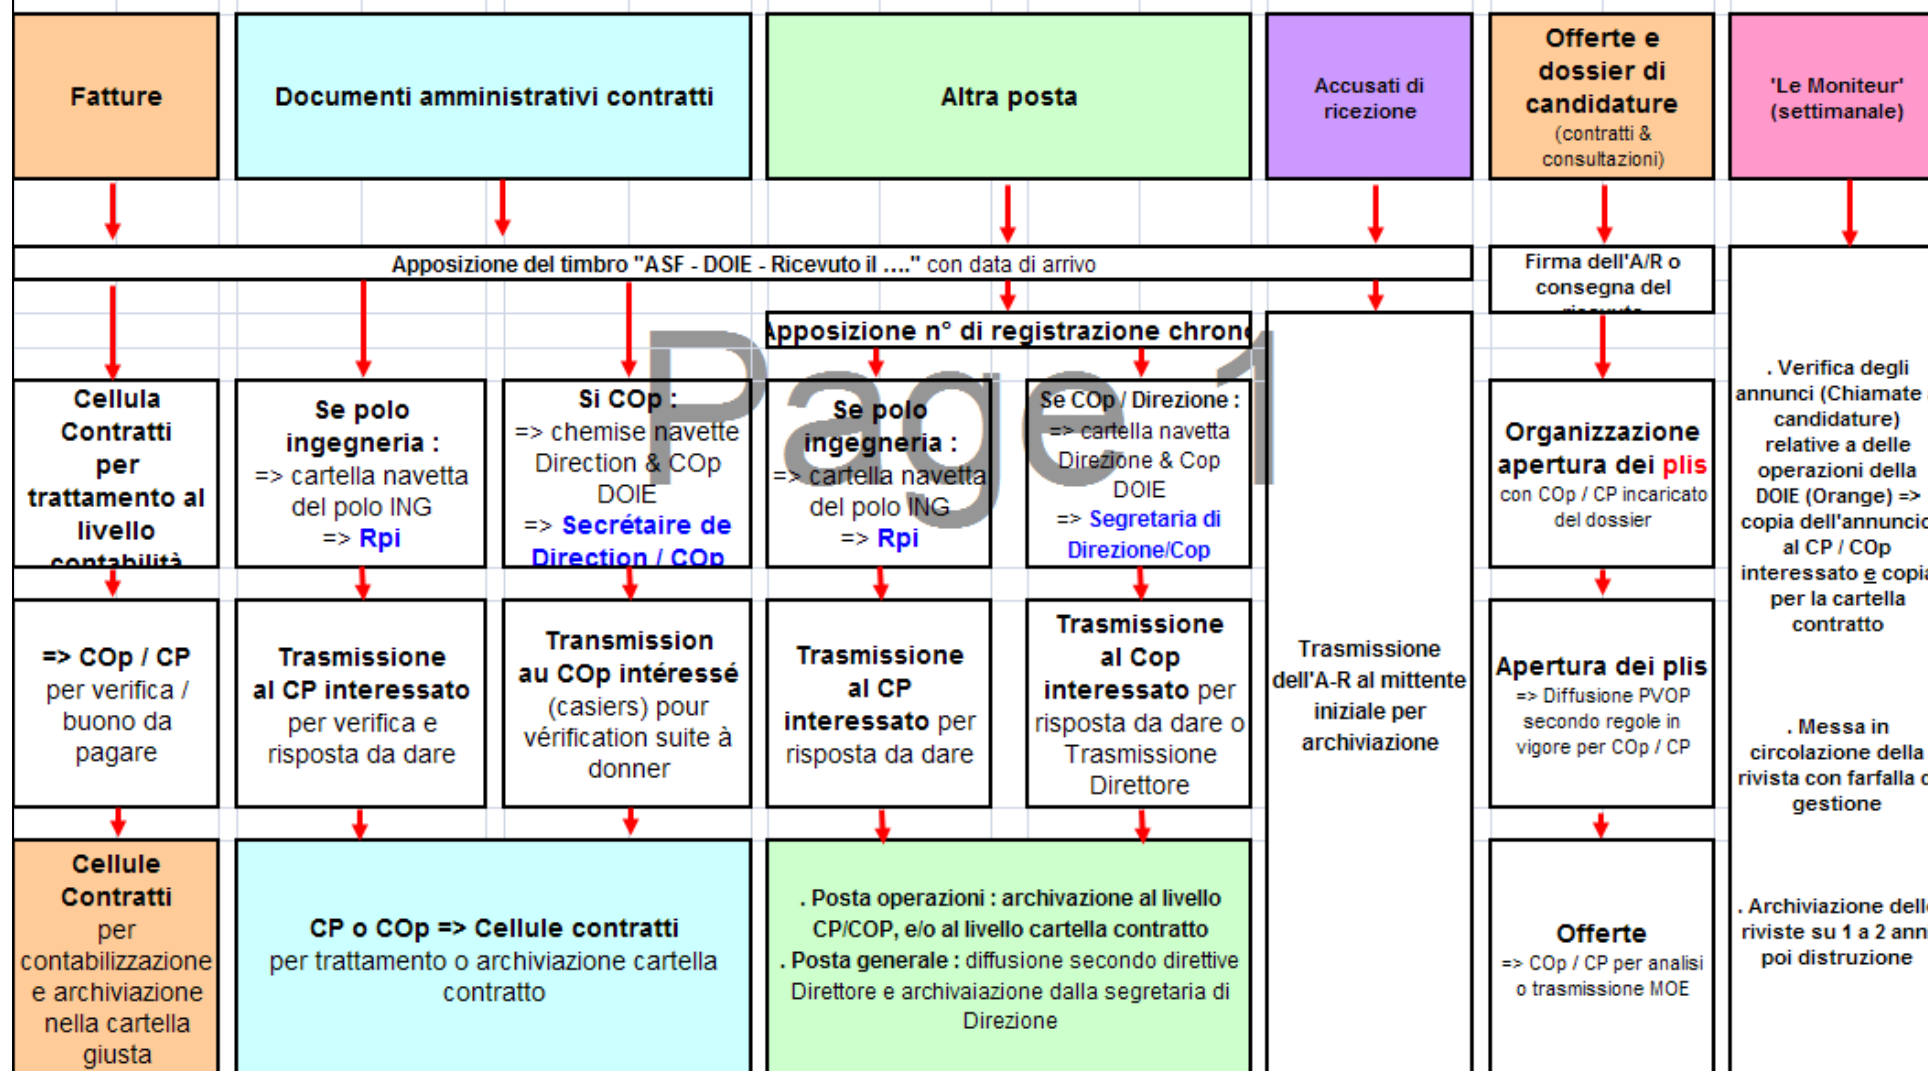 Fatture
Documenti amministrativi contratti
Altra posta
Accusati di
ricezione
Offerte e
dossier di
candidature
(contratti &
consultazioni)
'Le Moniteur'
(settimanale)
Apposizione del timbro "ASF - DOIE - Ricevuto il ...." con data di arrivo
Firma dell'A/R o
consegna del
Apposizione n° di registrazione chrono
Cellula
Contratti
per
trattamento al
livello
contabilità
Se polo
ingegneria :
=> cartella navetta
del polo ING
=> Rpi
Si COp :
=> chemise navette
Direction & COp
DOIE
=> Secrétaire de
Direction / COp
Se polo
ingegneria :
=> cartella navetta
del polo ING
=> Rpi
Se COp / Direzione :
=> cartella navetta
Direzione & Cop
DOIE
=> Segretaria di
Direzione/Cop
Organizzazione
apertura dei plis
con COp / CP incaricato
del dossier
=> COp / CP
per verifica /
buono da
pagare
Trasmissione
al CP interessato
per verifica e
risposta da dare
Transmission
au COp intéressé
(casiers) pour
vérification suite à
donner
Trasmissione
al CP
interessato per
risposta da dare
Trasmissione
al Cop
interessato per
risposta da dare o
Trasmissione
Direttore
Trasmissione
dell'A-R al mittente
iniziale per
archiviazione
Apertura dei plis
=> Diffusione PVOP
secondo regole in
vigore per COp / CP
. Verifica degli
annunci (Chiamate
candidature)
relative a delle
operazioni della
DOIE (Orange) =>
copia dell'annuncio
al CP / COp
interessato e copia
per la cartella
contratto
. Messa in
circolazione della
rivista con farfalla
gestione
. Archiviazione delle
riviste su 1 a 2 anni
poi distruzione
Cellule
Contratti
per
contabilizzazione
e archiviazione
nella cartella
giusta
CP o COp => Cellule contratti
per trattamento o archiviazione cartella
contratto
. Posta operazioni : archivazione al livello
CP/COP, e/o al livello cartella contratto
. Posta generale : diffusione secondo direttive
Direttore e archivaiazione dalla segretaria di
Direzione
Offerte
=> COp / CP per analisi
o trasmissione MOE
Page 1